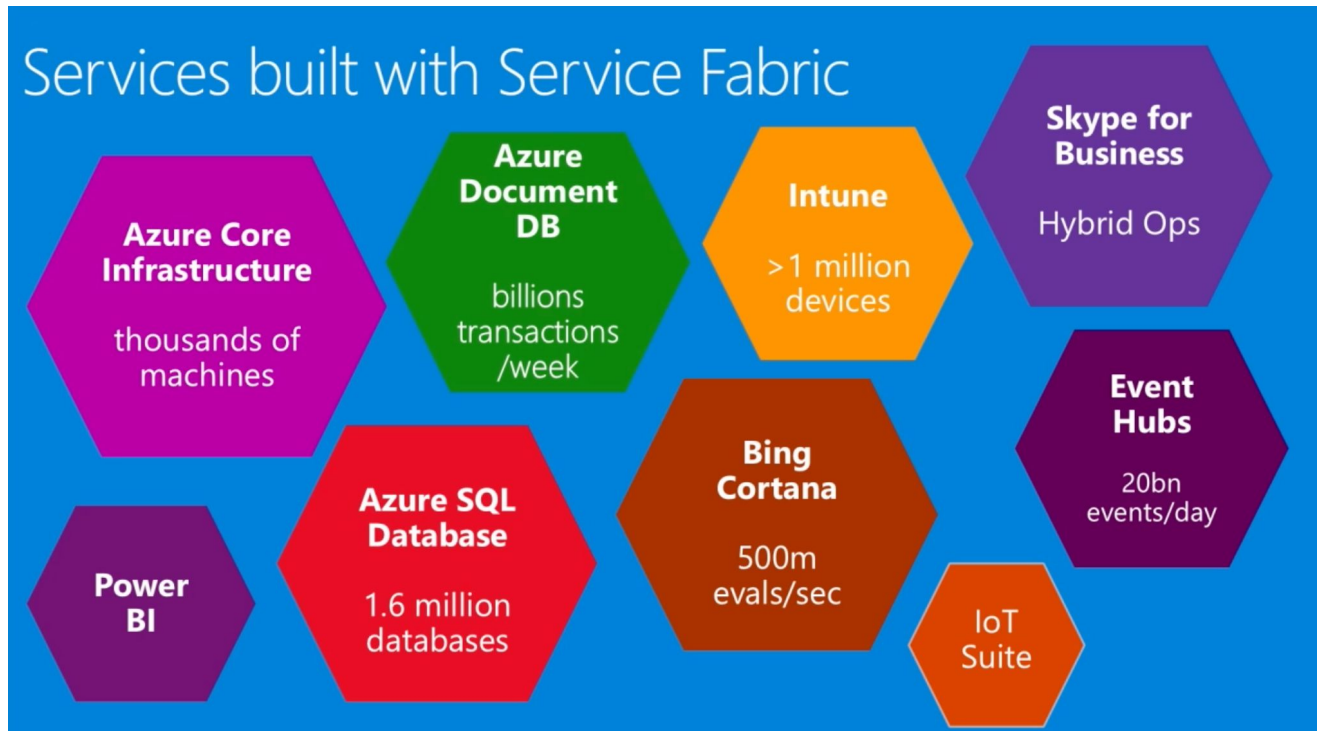 Services built with Service Fabric
Azure Core
Infrastructure
thousands of
machines
Azure
Document
DB
billions
transactions
/week
Intune
>1 million
devices
Skype for
Business
Hybrid Ops
Power
BI
Azure SQL
Database
1.6 million
databases
Bing
Cortana
500m
evals/sec
Event
Hubs
20bn
events/day
IoT
Suite